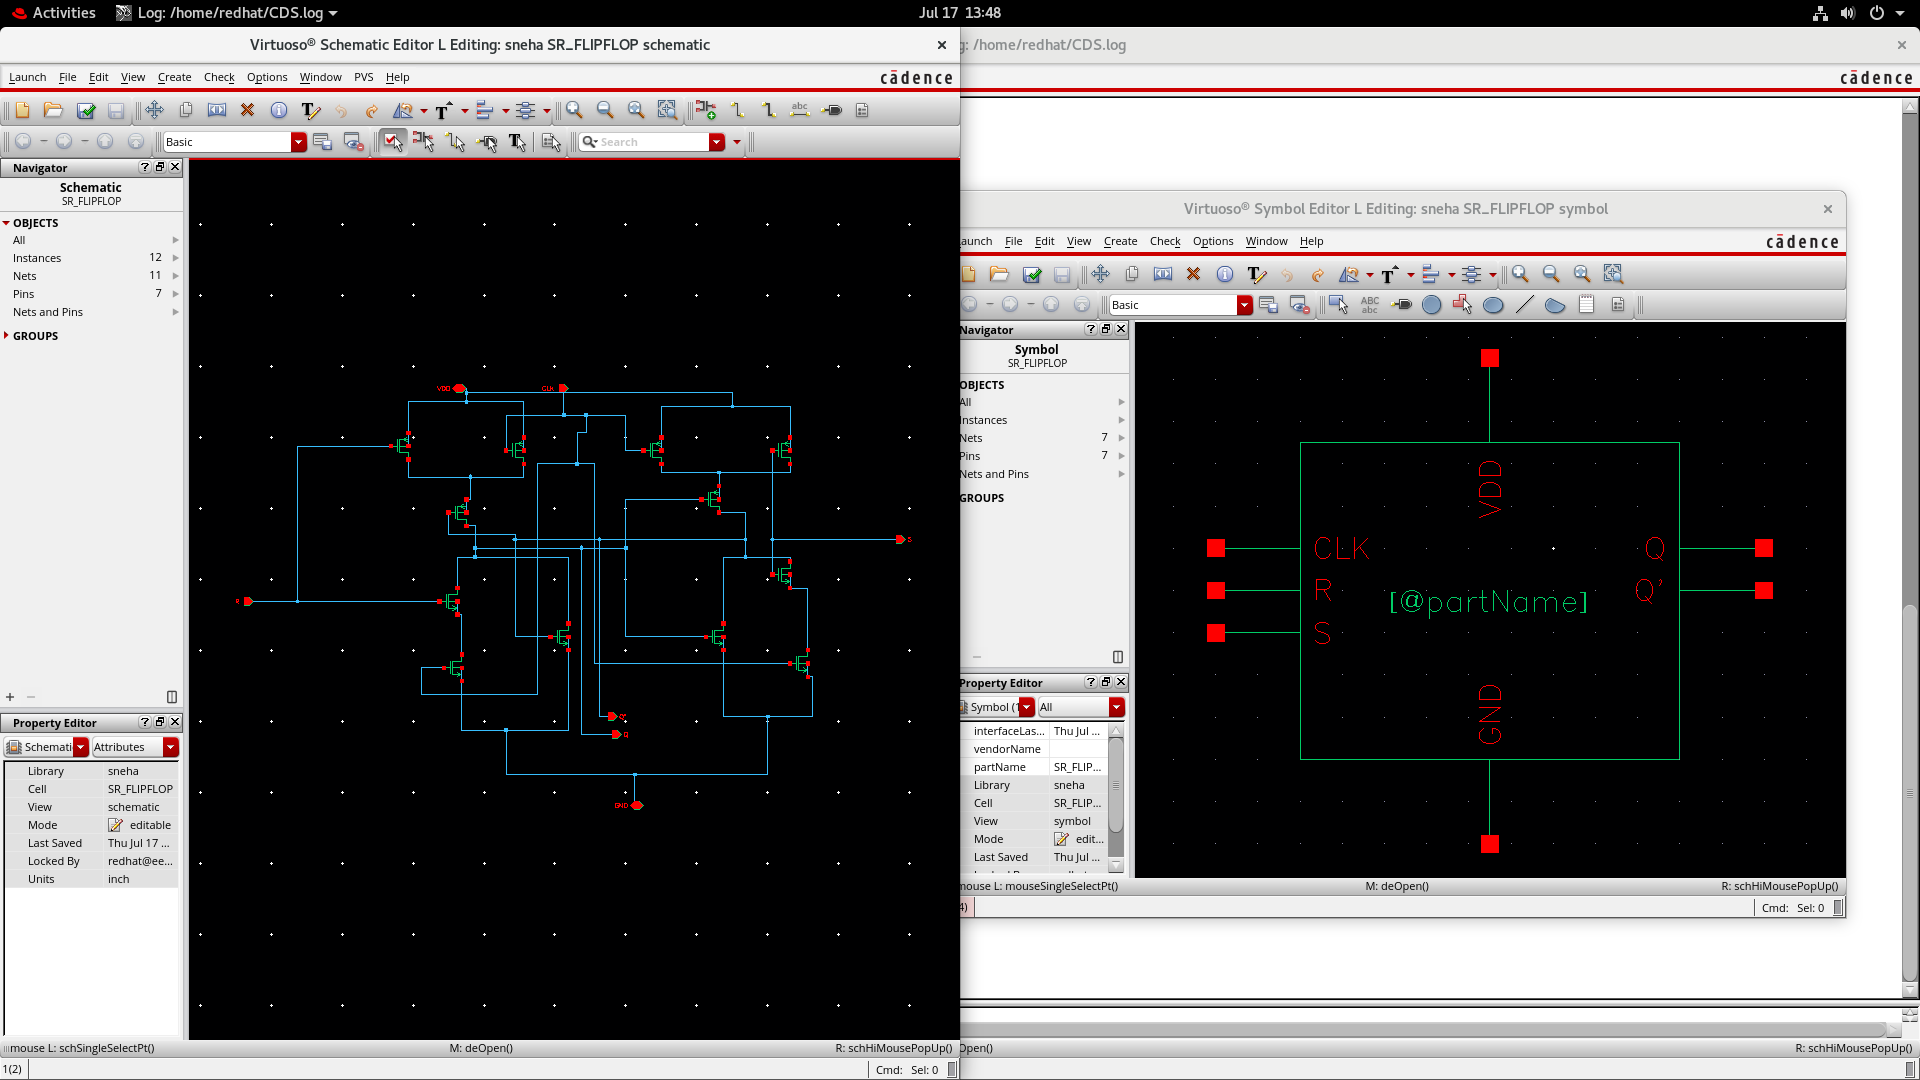 Activities
Log: /home/redhat/CDS.log
Jul 17 13:48
Virtuoso® Schematic Editor L Editing: sneha SR_FLIPFLOP schematic
Launch File Edit View Create Check Options Window PVS Help
cādence
Basic
Search
Navigator
Schematic
SR_FLIPFLOP
OBJECTS
All
Instances 12
Nets 11
Pins 7
Nets and Pins
GROUPS
Property Editor
Schemati Attributes
Library sneha
Cell SR_FLIPFLOP
View schematic
Mode editable
Last Saved Thu Jul 17 ...
Locked By redhat@ee...
Units inch
VDD
CLK
GND
mouse L: schSingleSelectPt()
M: deOpen()
R: schHiMousePopUp()
1(2)
Cmd: Sel: 0
: /home/redhat/CDS.log
cādence
Virtuoso® Symbol Editor L Editing: sneha SR_FLIPFLOP symbol
aunch File Edit View Create Check Options Window Help
cādence
Basic
ABC
abc
Navigator
Symbol
SR_FLIPFLOP
OBJECTS
All
Instances
Nets 7
Pins 7
Nets and Pins
GROUPS
Property Editor
Symbol (1 All
interfaceLas... Thu Jul ...
vendorName
partName SR_FLIP...
Library sneha
Cell SR_FLIP...
View symbol
Mode edit...
Last Saved Thu Jul ...
VDD
CLK
R
S
[@partName]
Q
Q'
GND
mouse L: mouseSingleSelectPt()
M: deOpen()
R: schHiMousePopUp()
4)
Cmd: Sel: 0
Open()
R: schHiMousePopUp()